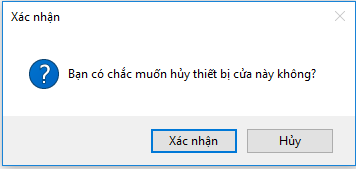 Xác nhận
Bạn có chắc muốn hủy thiết bị cửa này không?
Xác nhận
Hủy